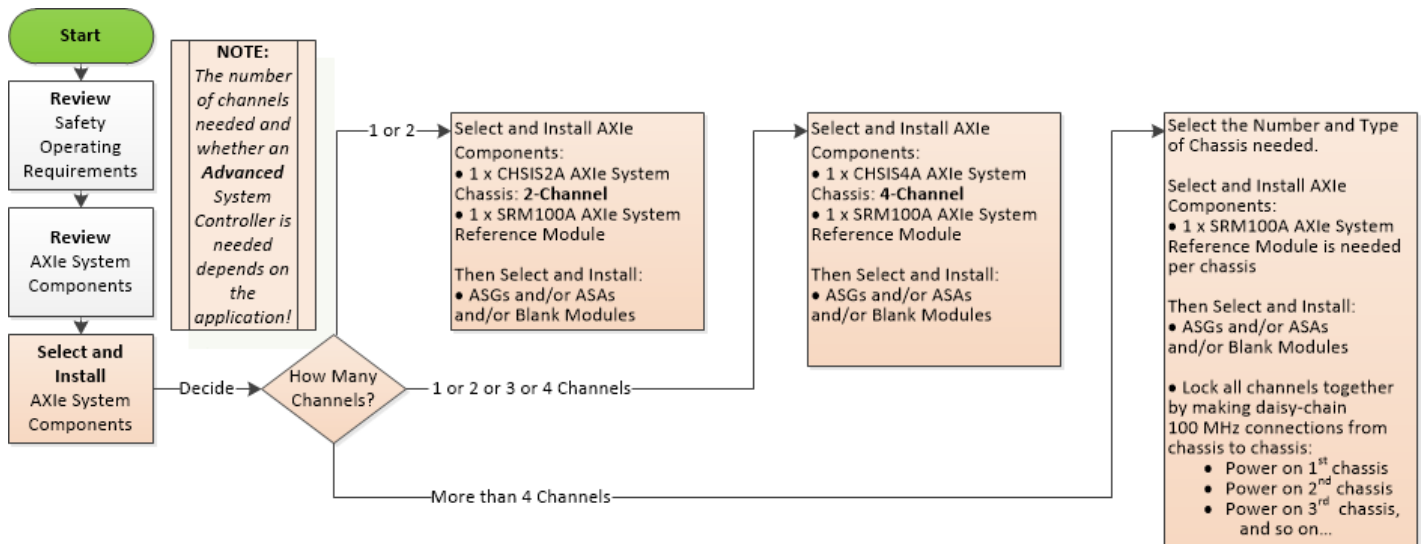 Start
Review
Safety
Operating
Requirements
Review
AXIe System
Components
Select and
Install
AXIe System
Components
NOTE:
The number
of channels
needed and
whether an
Advanced
System
Controller is
needed
depends on
the
application!
Decide
How Many
Channels?
1 or 2
Select and Install AXIe
Components:
• 1 x CHSIS2A AXIe System
Chassis: 2-Channel
• 1 x SRM100A AXIe System
Reference Module
Then Select and Install:
• ASGs and/or ASAs
and/or Blank Modules
1 or 2 or 3 or 4 Channels
Select and Install AXIe
Components:
• 1 x CHSIS4A AXIe System
Chassis: 4-Channel
• 1 x SRM100A AXIe System
Reference Module
Then Select and Install:
• ASGs and/or ASAs
and/or Blank Modules
More than 4 Channels
Select the Number and Type
of Chassis needed.
Select and Install AXIe
Components:
• 1 x SRM100A AXIe System
Reference Module is needed
per chassis
Then Select and Install:
• ASGs and/or ASAs
and/or Blank Modules
• Lock all channels together
by making daisy-chain
100 MHz connections from
chassis to chassis:
• Power on 1st chassis
• Power on 2nd chassis
• Power on 3rd chassis,
and so on...